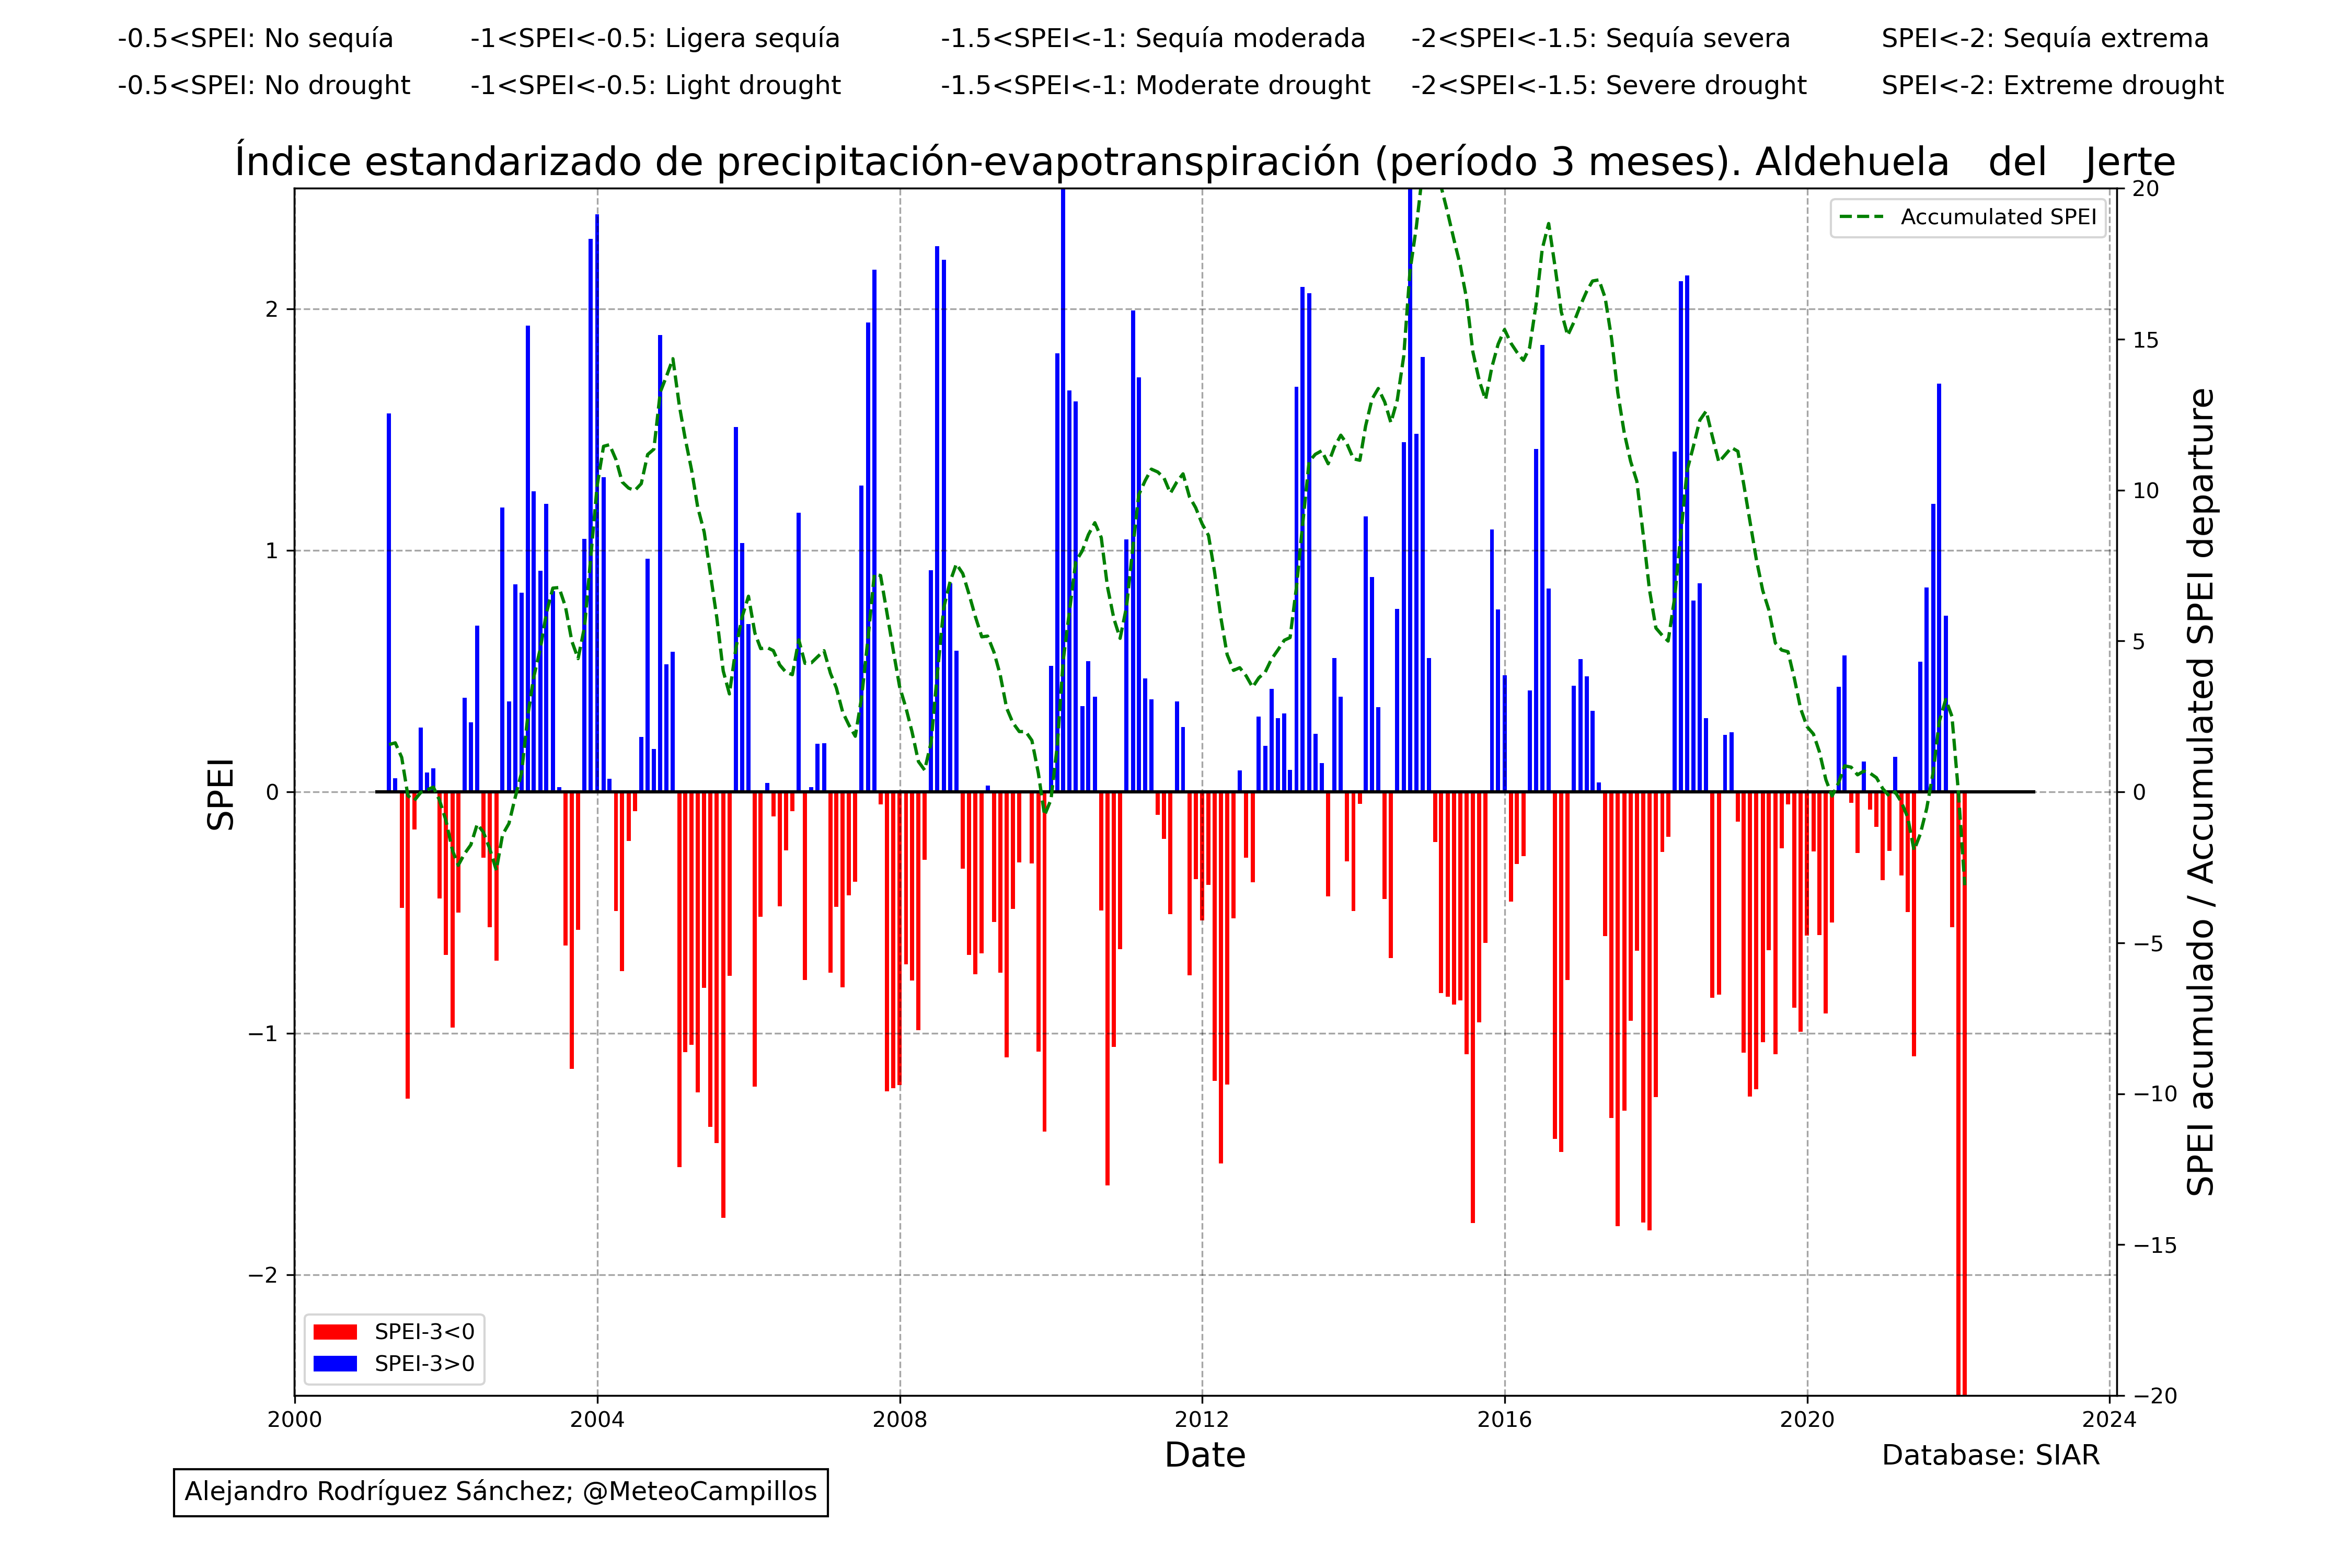 -0.5<SPEI: No sequía -1<SPEI<-0.5: Ligera sequía -1.5<SPEI<-1: Sequía moderada -2<SPEI<-1.5: Sequía severa SPEI<-2: Sequía extrema
-0.5<SPEI: No drought -1<SPEI<-0.5: Light drought -1.5<SPEI<-1: Moderate drought -2<SPEI<-1.5: Severe drought SPEI<-2: Extreme drought
Índice estandarizado de precipitación-evapotranspiración (período 3 meses). Aldehuela del Jerte
Accumulated SPEI
SPEI
2
1
0
−1
−2
20
15
10
5
0
−5
−10
−15
−20
SPEI acumulado / Accumulated SPEI departure
SPEI-3<0
SPEI-3>0
2000 2004 2008 2012 2016 2020 2024
Date
Database: SIAR
Alejandro Rodríguez Sánchez; @MeteoCampillos